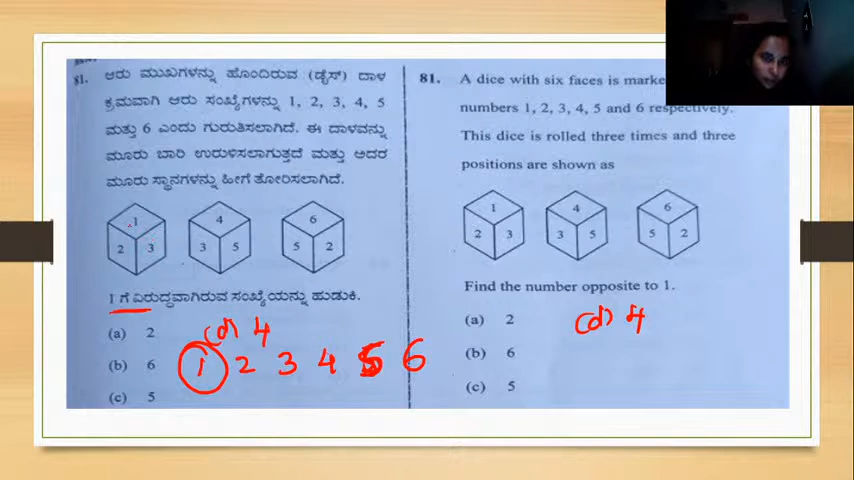 81. ಆರು ಮುಖಗಳನ್ನು ಹೊಂದಿರುವ (ಡೈಸ್) ದಾಳ
ಕ್ರಮವಾಗಿ ಆರು ಸಂಖ್ಯೆಗಳನ್ನು 1, 2, 3, 4, 5
ಮತ್ತು 6 ಎಂದು ಗುರುತಿಸಲಾಗಿದೆ. ಈ ದಾಳವನ್ನು
ಮೂರು ಬಾರಿ ಉರುಳಿಸಲಾಗುತ್ತದೆ ಮತ್ತು ಅದರ
ಮೂರು ಸ್ಥಾನಗಳನ್ನು ಹೀಗೆ ತೋರಿಸಲಾಗಿದೆ.
1 4 6
2 3 3 5 5 2
1 ಗೆ ವಿರುದ್ಧವಾಗಿರುವ ಸಂಖ್ಯೆಯನ್ನು ಹುಡುಕಿ.
(a) 2
(d) 4
(b) 6
1 2 3 4 5 6
(c) 5
81. A dice with six faces is marke
numbers 1, 2, 3, 4, 5 and 6 respectively.
This dice is rolled three times and three
positions are shown as
1 4 6
2 3 3 5 5 2
Find the number opposite to 1.
(a) 2
(d) 4
(b) 6
(c) 5